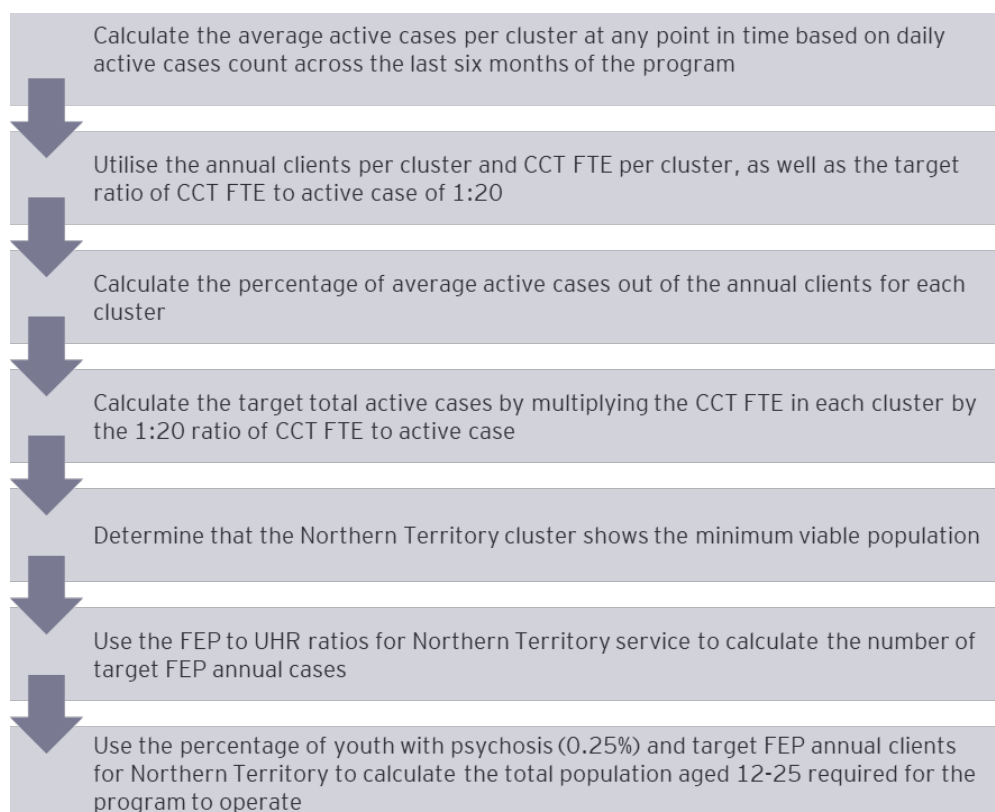 Calculate the average active cases per cluster at any point in time based on daily
active cases count across the last six months of the program
Utilise the annual clients per cluster and CCT FTE per cluster, as well as the target
ratio of CCT FTE to active case of 1:20
Calculate the percentage of average active cases out of the annual clients for each
cluster
Calculate the target total active cases by multiplying the CCT FTE in each cluster by
the 1:20 ratio of CCT FTE to active case
Determine that the Northern Territory cluster shows the minimum viable population
Use the FEP to UHR ratios for Northern Territory service to calculate the number of
target FEP annual cases
Use the percentage of youth with psychosis (0.25%) and target FEP annual clients
for Northern Territory to calculate the total population aged 12-25 required for the
program to operate